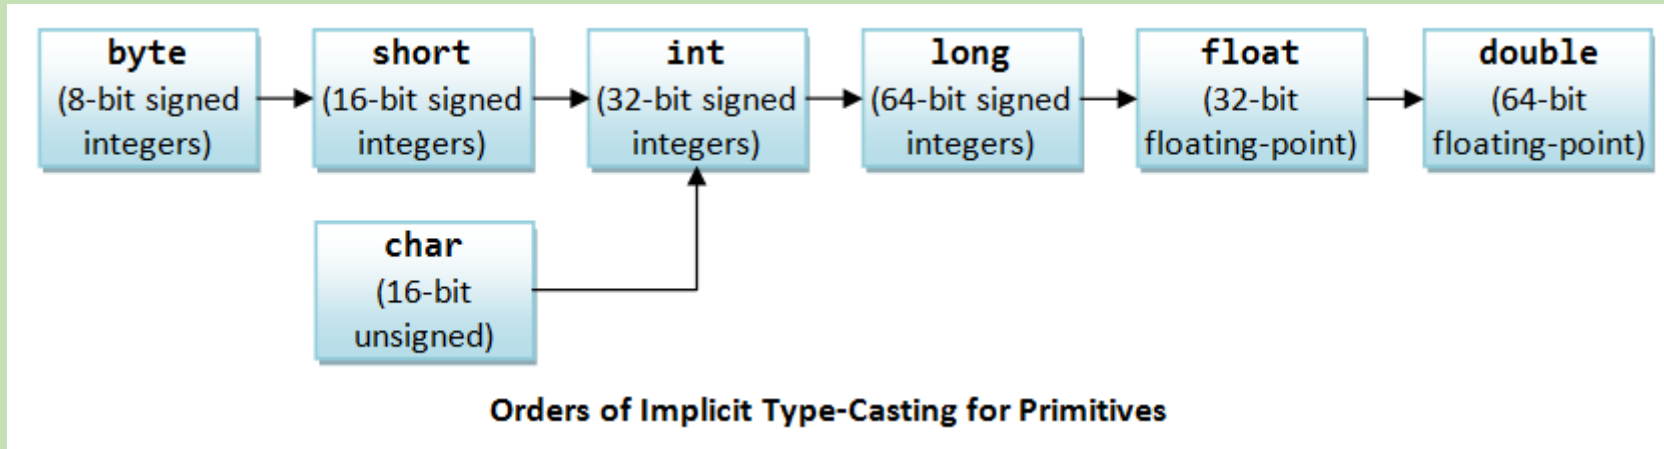 byte
(8-bit signed
integers)
short
(16-bit signed
integers)
int
(32-bit signed
integers)
long
(64-bit signed
integers)
float
(32-bit
floating-point)
double
(64-bit
floating-point)
char
(16-bit
unsigned)
Orders of Implicit Type-Casting for Primitives